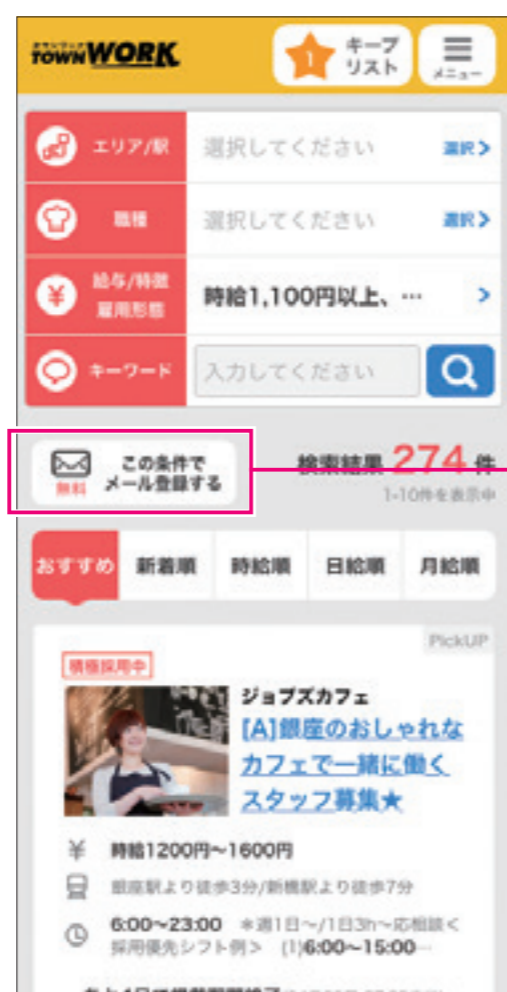 タウンワーク
TOWN WORK
1
キープ
リスト
メニュー
エリア/駅
選択してください
選択
職種
選択してください
選択
給与/特徴
雇用形態
時給1,100円以上、…
キーワード
入力してください
無料
この条件で
メール登録する
検索結果 274 件
1-10件を表示中
おすすめ
新着順
時給順
日給順
月給順
PickUP
積極採用中
ジョブズカフェ
[A]銀座のおしゃれな
カフェで一緒に働く
スタッフ募集★
時給1200円～1600円
銀座駅より徒歩3分/新橋駅より徒歩7分
6:00～23:00 ＊週1日～/1日3h～応相談＜
採用優先シフト例＞ (1)6:00～15:00…